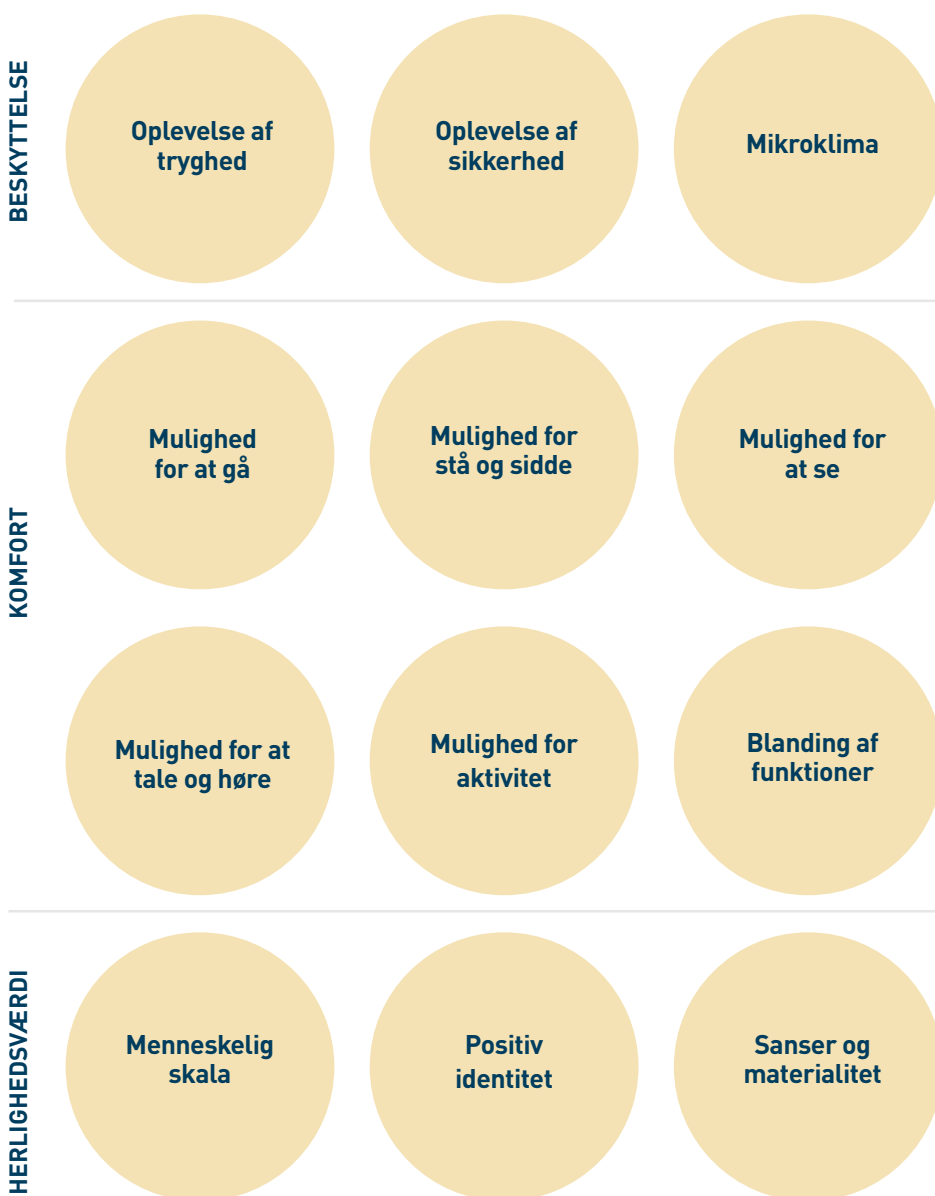 BESKYTTELSE
Oplevelse af
tryghed
Oplevelse af
sikkerhed
Mikroklima
KOMFORT
Mulighed
for at gå
Mulighed for
stå og sidde
Mulighed for
at se
Mulighed for at
tale og høre
Mulighed for
aktivitet
Blanding af
funktioner
HERLIGHEDSVÆRDI
Menneskelig
skala
Positiv
identitet
Sanser og
materialitet